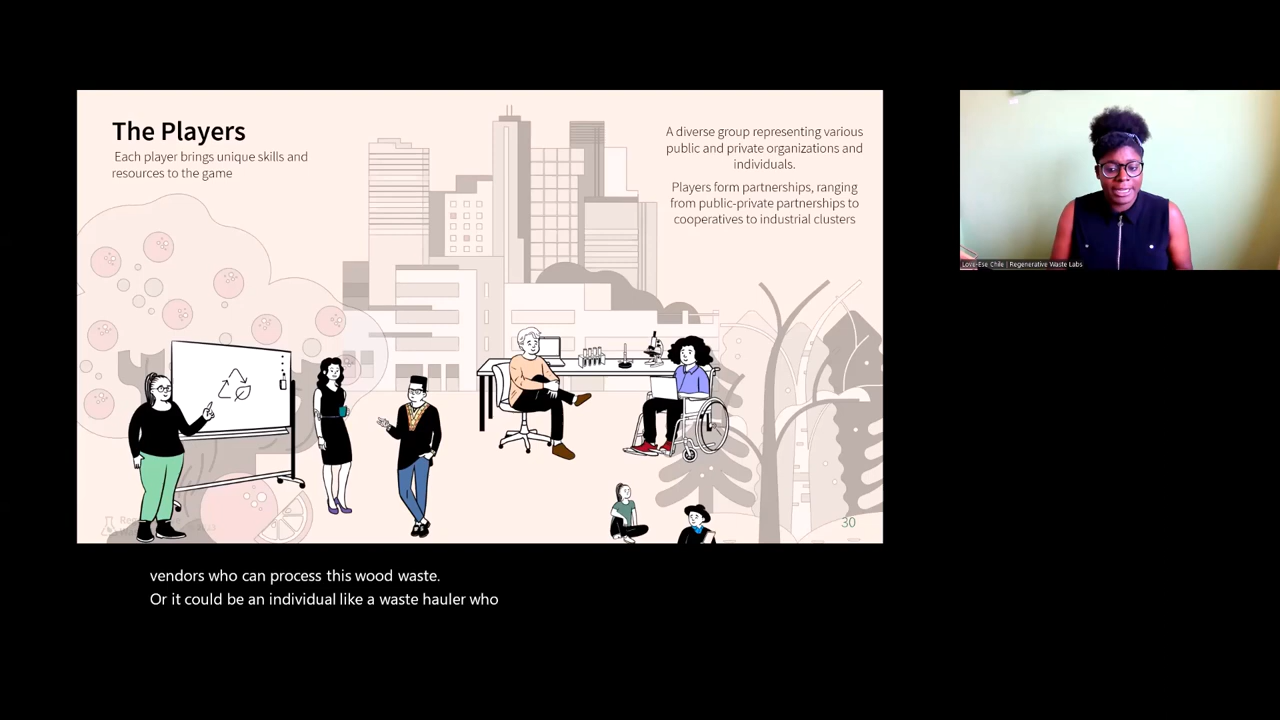 The Players
Each player brings unique skills and
resources to the game
A diverse group representing various
public and private organizations and
individuals.
Players form partnerships, ranging
from public-private partnerships to
cooperatives to industrial clusters
30
Love-Ese Chile | Regenerative Waste Labs
vendors who can process this wood waste.
Or it could be an individual like a waste hauler who